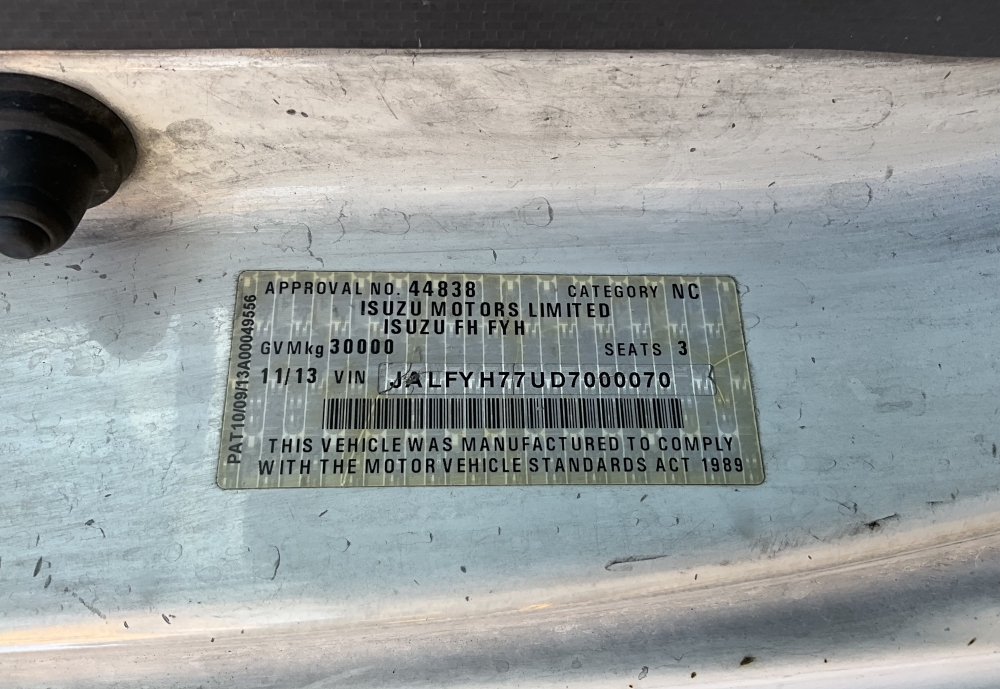 APPROVAL NO. 44838 CATEGORY NC
ISUZU MOTORS LIMITED
ISUZU FH FYH
GVMkg 30000 SEATS 3
11/13 VIN JALFYH77UD7000070
THIS VEHICLE WAS MANUFACTURED TO COMPLY
WITH THE MOTOR VEHICLE STANDARDS ACT 1989
PAT10/09/13A00049556